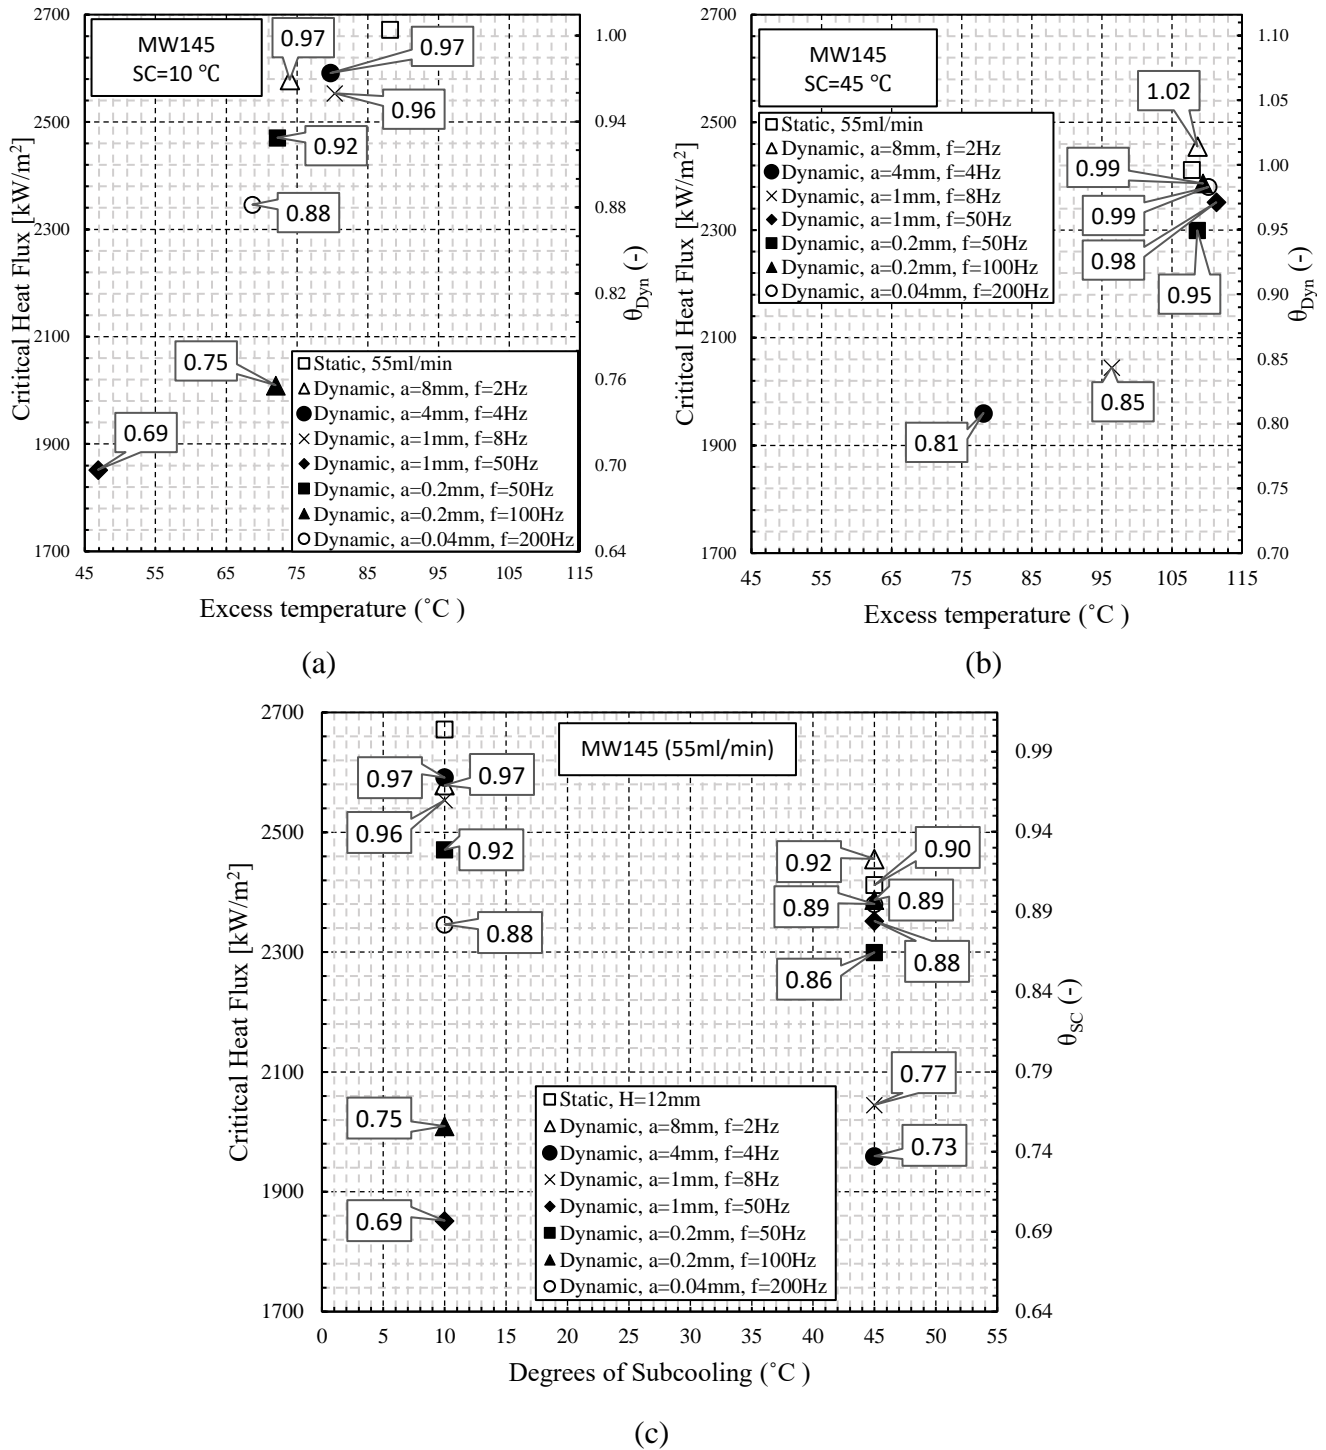 MW145
SC=10 ℃
2700
2500
2300
2100
1900
1700
Crititcal Heat Flux [kW/m²]
0.97
0.97
0.96
0.92
0.88
0.75
0.69
1.00
0.94
0.88
0.82
0.76
0.70
0.64
θDyn (-)
Static, 55ml/min
Dynamic, a=8mm, f=2Hz
Dynamic, a=4mm, f=4Hz
Dynamic, a=1mm, f=8Hz
Dynamic, a=1mm, f=50Hz
Dynamic, a=0.2mm, f=50Hz
Dynamic, a=0.2mm, f=100Hz
Dynamic, a=0.04mm, f=200Hz
45 55 65 75 85 95 105 115
Excess temperature (˚C )
(a)
MW145
SC=45 ℃
2700
2500
2300
2100
1900
1700
Crititcal Heat Flux [kW/m²]
Static, 55ml/min
Dynamic, a=8mm, f=2Hz
Dynamic, a=4mm, f=4Hz
Dynamic, a=1mm, f=8Hz
Dynamic, a=1mm, f=50Hz
Dynamic, a=0.2mm, f=50Hz
Dynamic, a=0.2mm, f=100Hz
Dynamic, a=0.04mm, f=200Hz
1.02
0.99
0.99
0.98
0.95
0.85
0.81
1.10
1.05
1.00
0.95
0.90
0.85
0.80
0.75
0.70
θDyn (-)
45 55 65 75 85 95 105 115
Excess temperature (˚C )
(b)
MW145 (55ml/min)
2700
2500
2300
2100
1900
1700
Crititcal Heat Flux [kW/m²]
0.97
0.97
0.96
0.92
0.88
0.75
0.69
0.92
0.90
0.89
0.89
0.88
0.86
0.77
0.73
0.99
0.94
0.89
0.84
0.79
0.74
0.69
0.64
θSC (-)
Static, H=12mm
Dynamic, a=8mm, f=2Hz
Dynamic, a=4mm, f=4Hz
Dynamic, a=1mm, f=8Hz
Dynamic, a=1mm, f=50Hz
Dynamic, a=0.2mm, f=50Hz
Dynamic, a=0.2mm, f=100Hz
Dynamic, a=0.04mm, f=200Hz
0 5 10 15 20 25 30 35 40 45 50 55
Degrees of Subcooling (˚C )
(c)